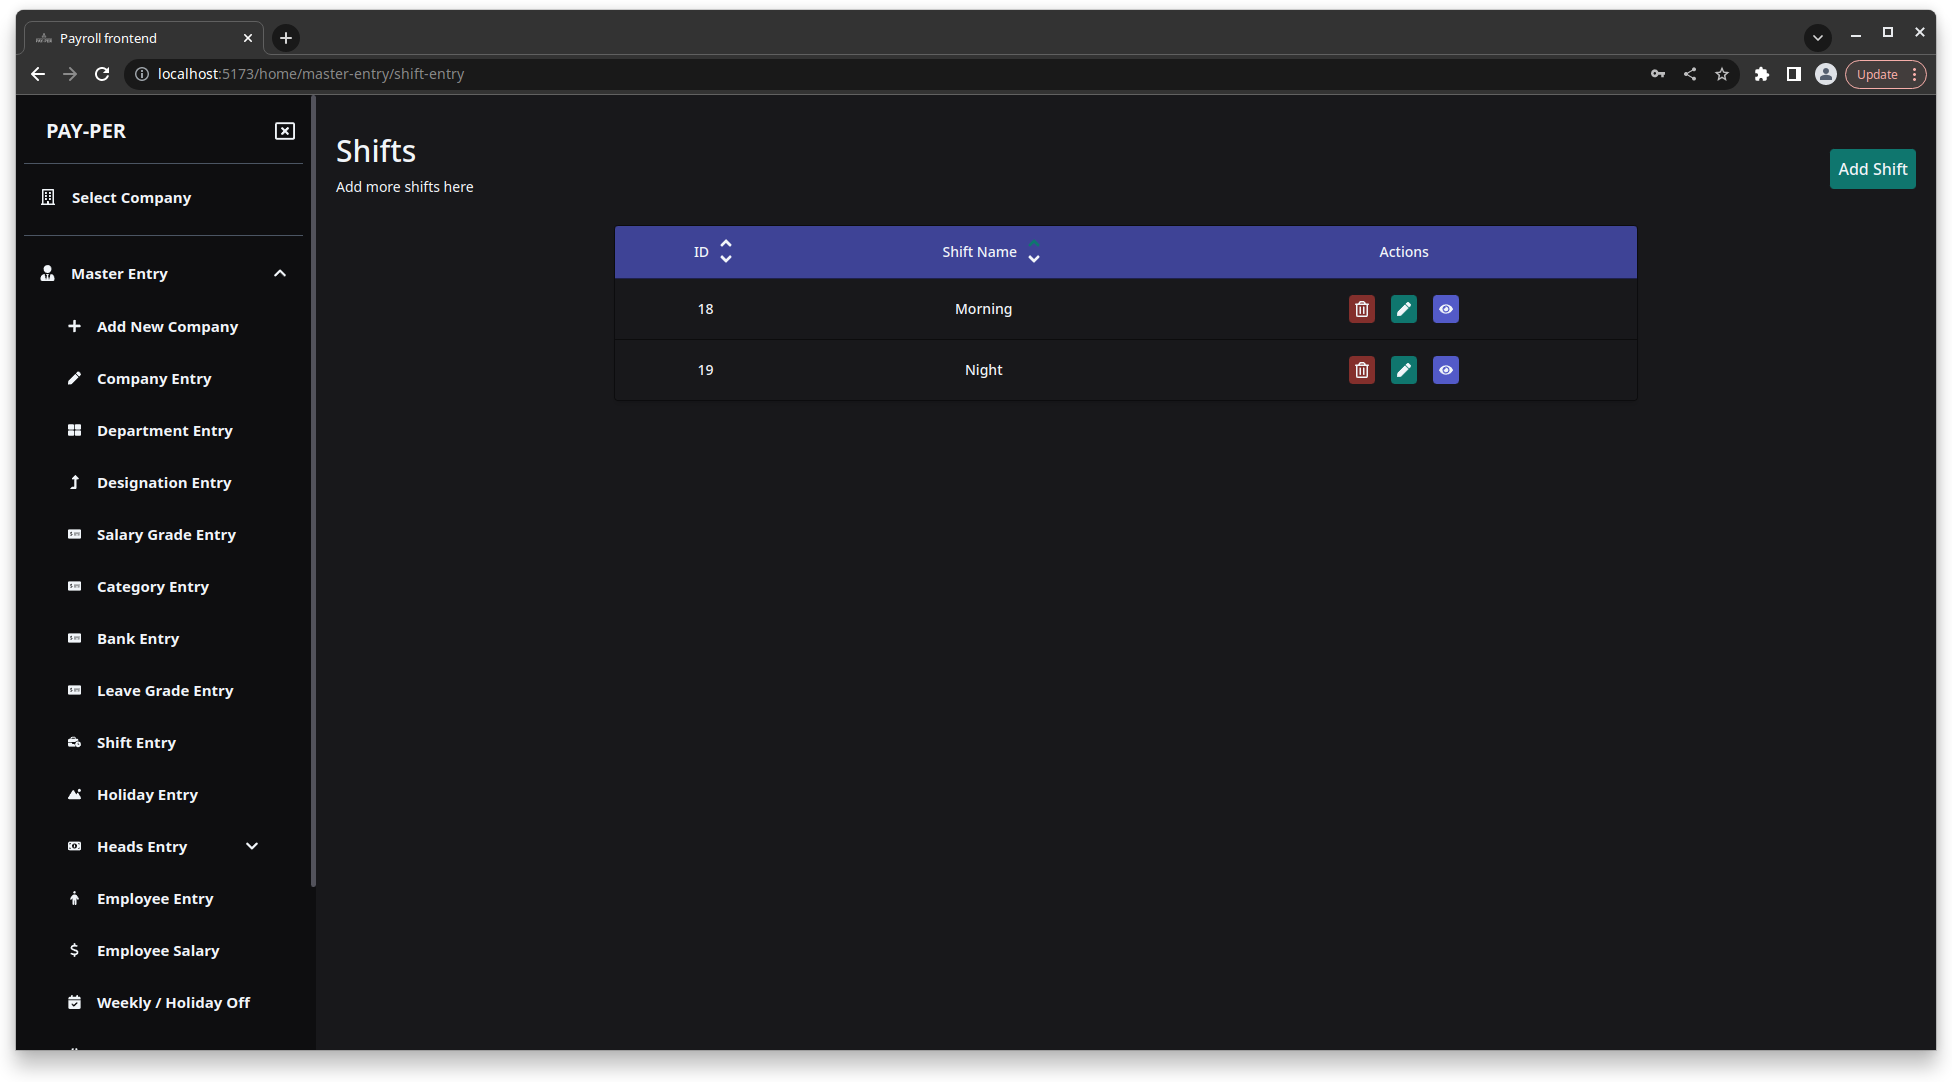 Payroll frontend
localhost:5173/home/master-entry/shift-entry
Update
PAY-PER
Select Company
Master Entry
Add New Company
Company Entry
Department Entry
Designation Entry
Salary Grade Entry
Category Entry
Bank Entry
Leave Grade Entry
Shift Entry
Holiday Entry
Heads Entry
Employee Entry
Employee Salary
Weekly / Holiday Off
Shifts
Add more shifts here
Add Shift
ID Shift Name Actions
18 Morning
19 Night